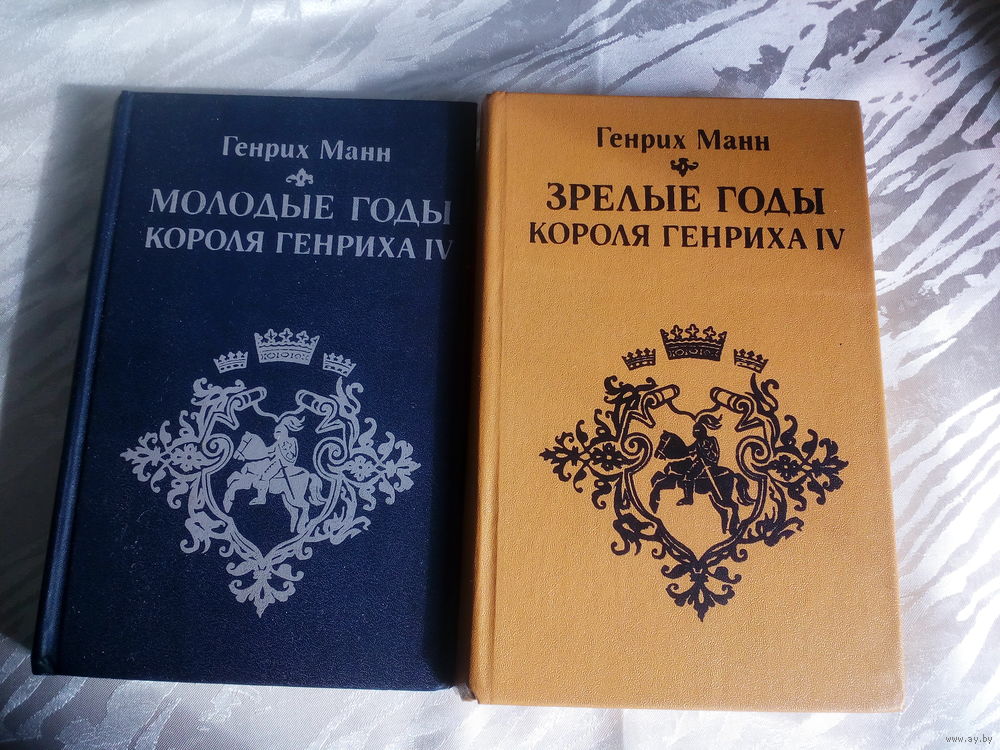 Генрих Манн
МОЛОДЫЕ ГОДЫ
КОРОЛЯ ГЕНРИХА IV
Генрих Манн
ЗРЕЛЫЕ ГОДЫ
КОРОЛЯ ГЕНРИХА IV
www.ay.by